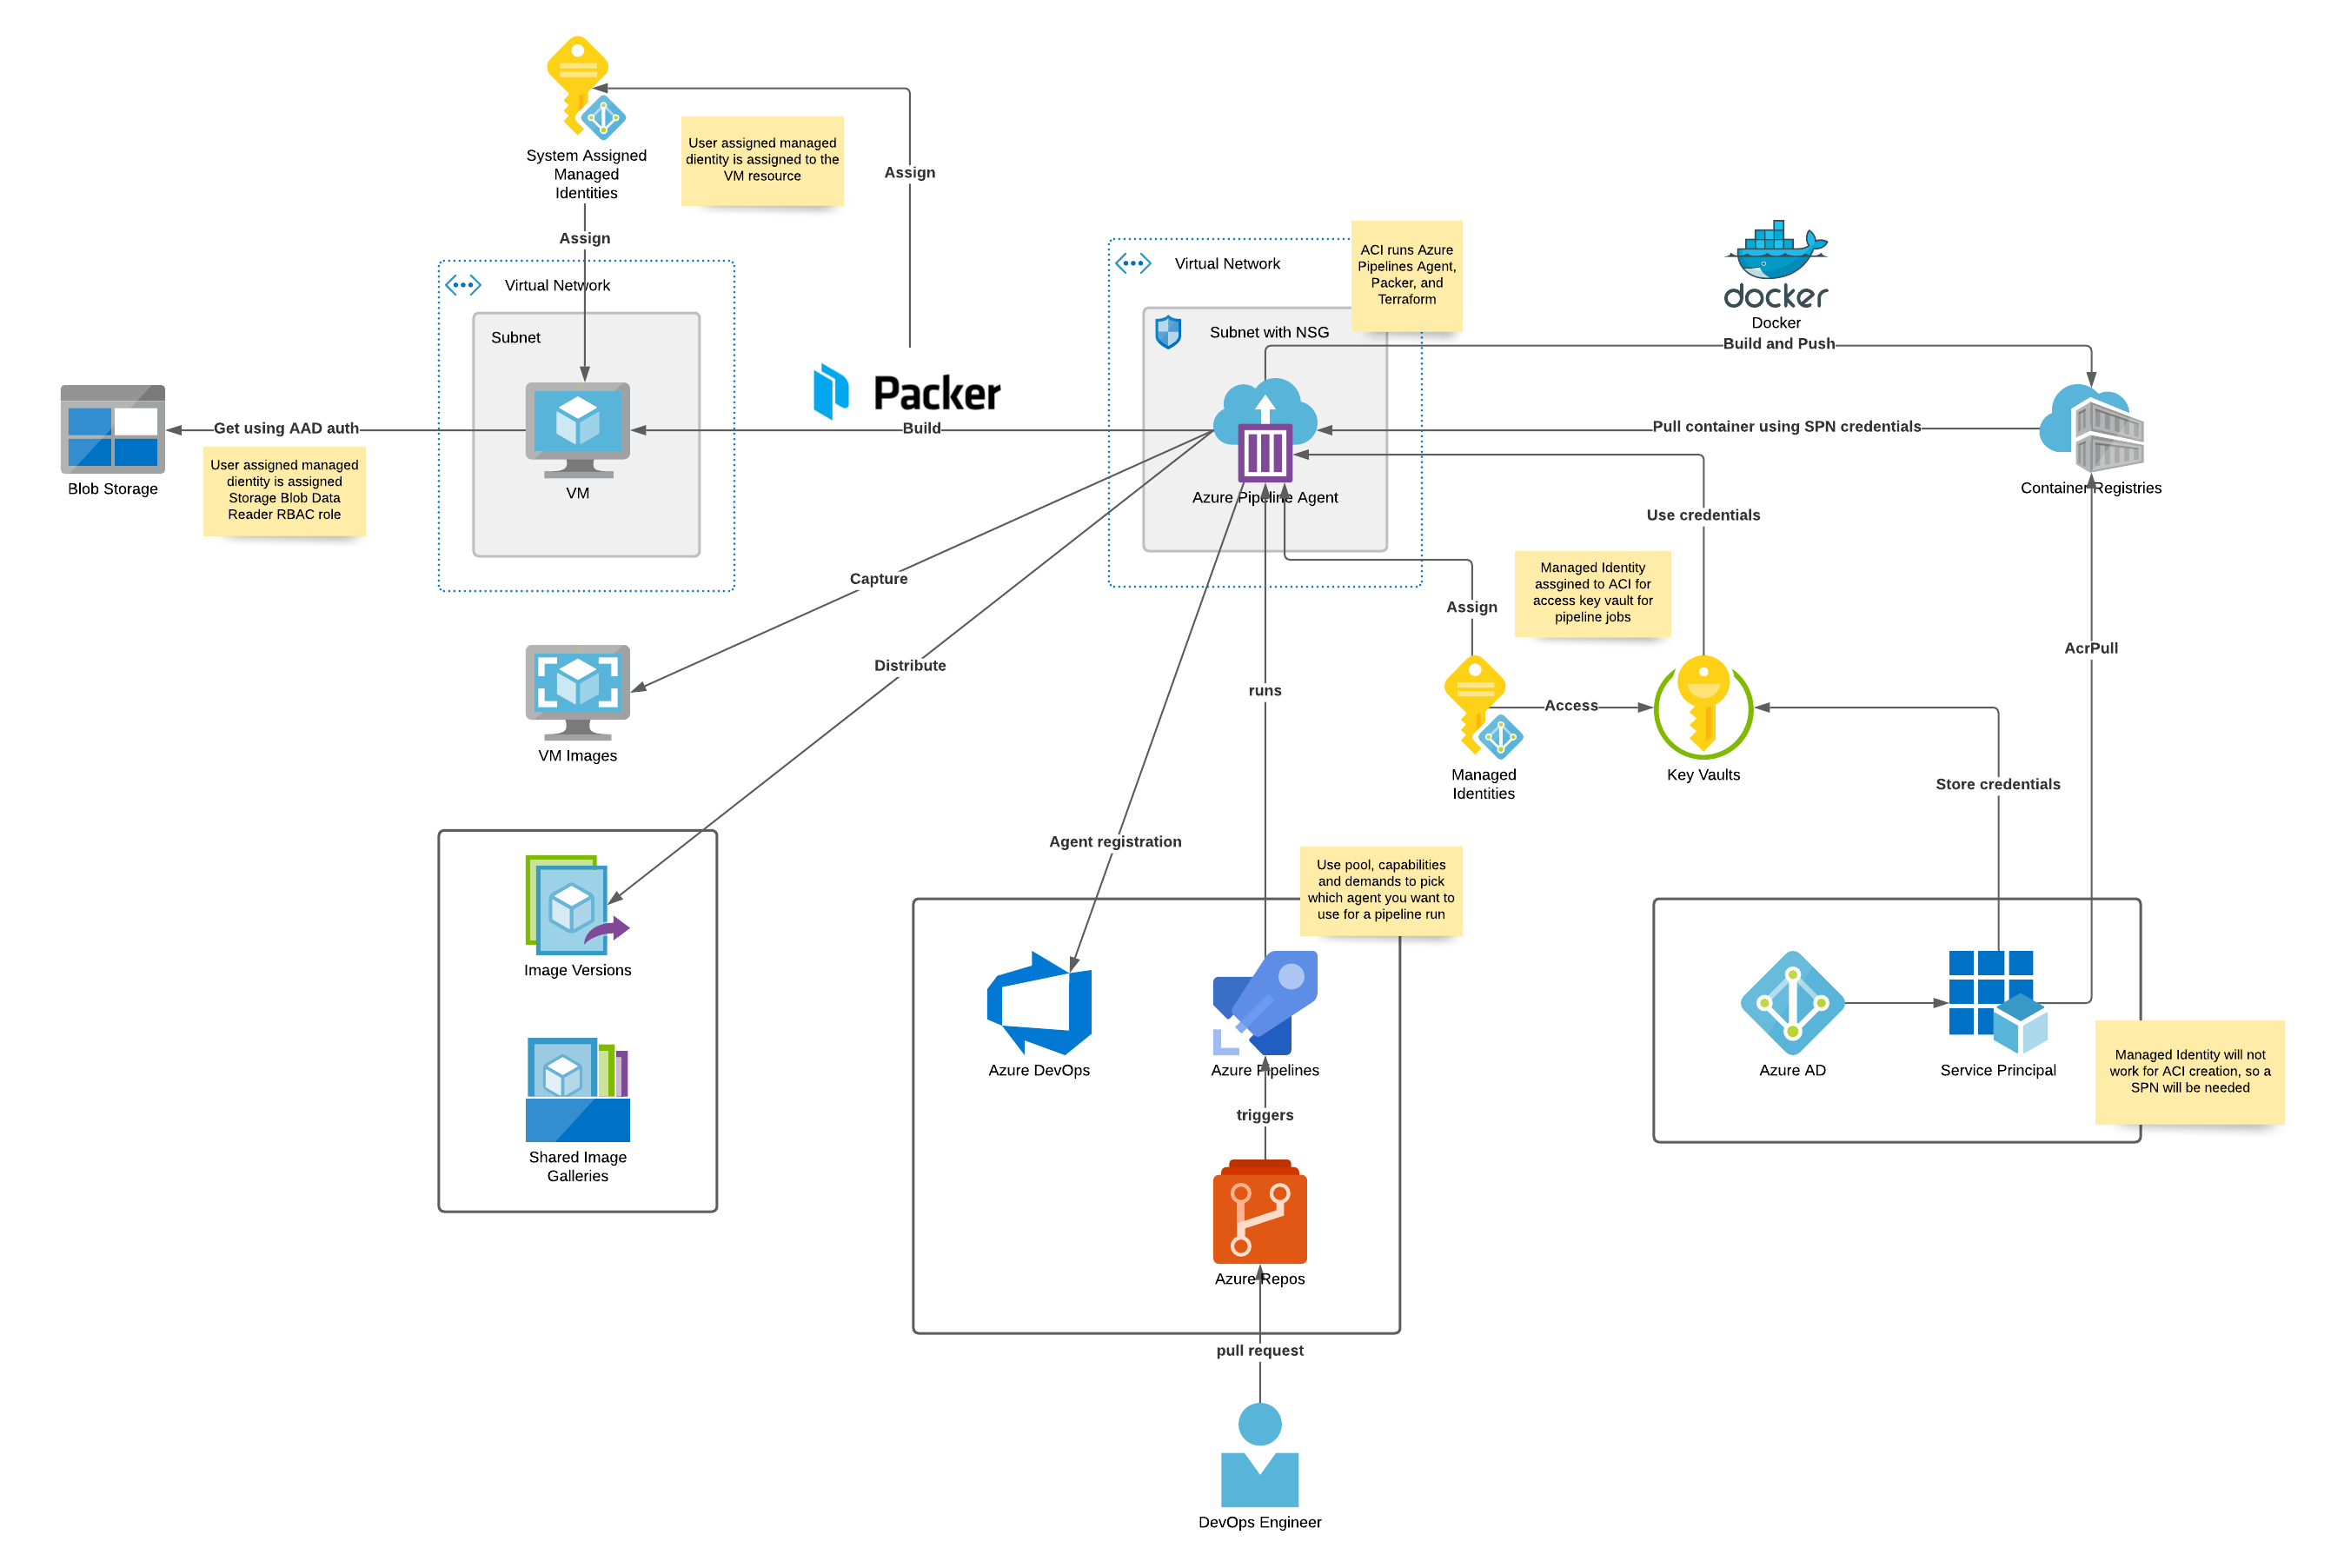 System Assigned
Managed
Identities
User assigned managed
dientity is assigned to the
VM resource
Assign
Assign
Virtual Network
Subnet
VM
Packer
Build
Get using AAD auth
Blob Storage
User assigned managed
dientity is assigned
Storage Blob Data
Reader RBAC role
Virtual Network
Subnet with NSG
ACI runs Azure
Pipelines Agent,
Packer, and
Terraform
Azure Pipeline Agent
docker
Docker
Build and Push
Pull container using SPN credentials
Container Registries
Use credentials
Capture
Managed Identity
assgined to ACI for
access key vault for
pipeline jobs
Assign
AcrPull
Distribute
runs
Access
VM Images
Managed
Identities
Key Vaults
Store credentials
Agent registration
Use pool, capabilities
and demands to pick
which agent you want to
use for a pipeline run
Image Versions
Shared Image
Galleries
Azure DevOps
Azure Pipelines
triggers
Azure Repos
Azure AD
Service Principal
Managed Identity will not
work for ACI creation, so a
SPN will be needed
pull request
DevOps Engineer